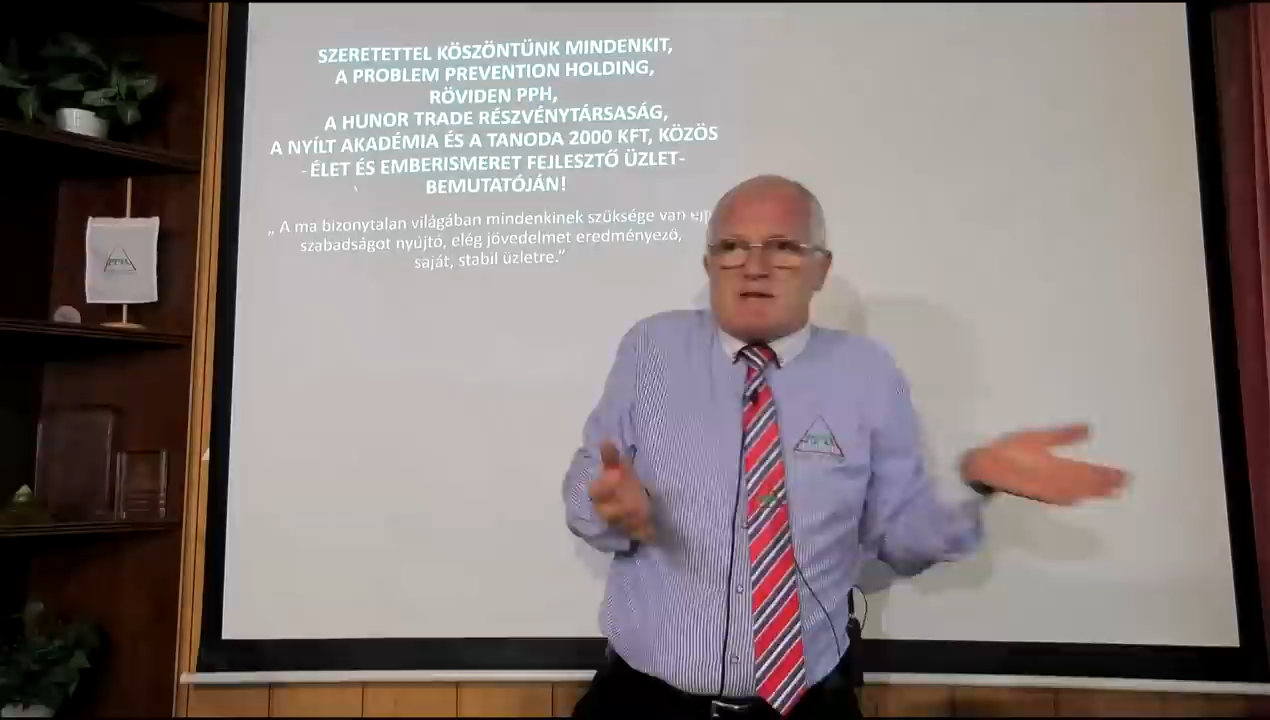 SZERETETTEL KÖSZÖNTÜNK MINDENKIT,
A PROBLEM PREVENTION HOLDING,
RÖVIDEN PPH,
A HUNOR TRADE RÉSZVÉNYTÁRSASÁG,
A NYÍLT AKADÉMIA ÉS A TANODA 2000 KFT, KÖZÖS
-ÉLET ÉS EMBERISMERET FEJLESZTŐ ÜZLET-
BEMUTATÓJÁN!
„ A ma bizonytalan világában mindenkinek szüksége van
szabadságot nyújtó, elég jövedelmet eredményező,
saját, stabil üzletre.”